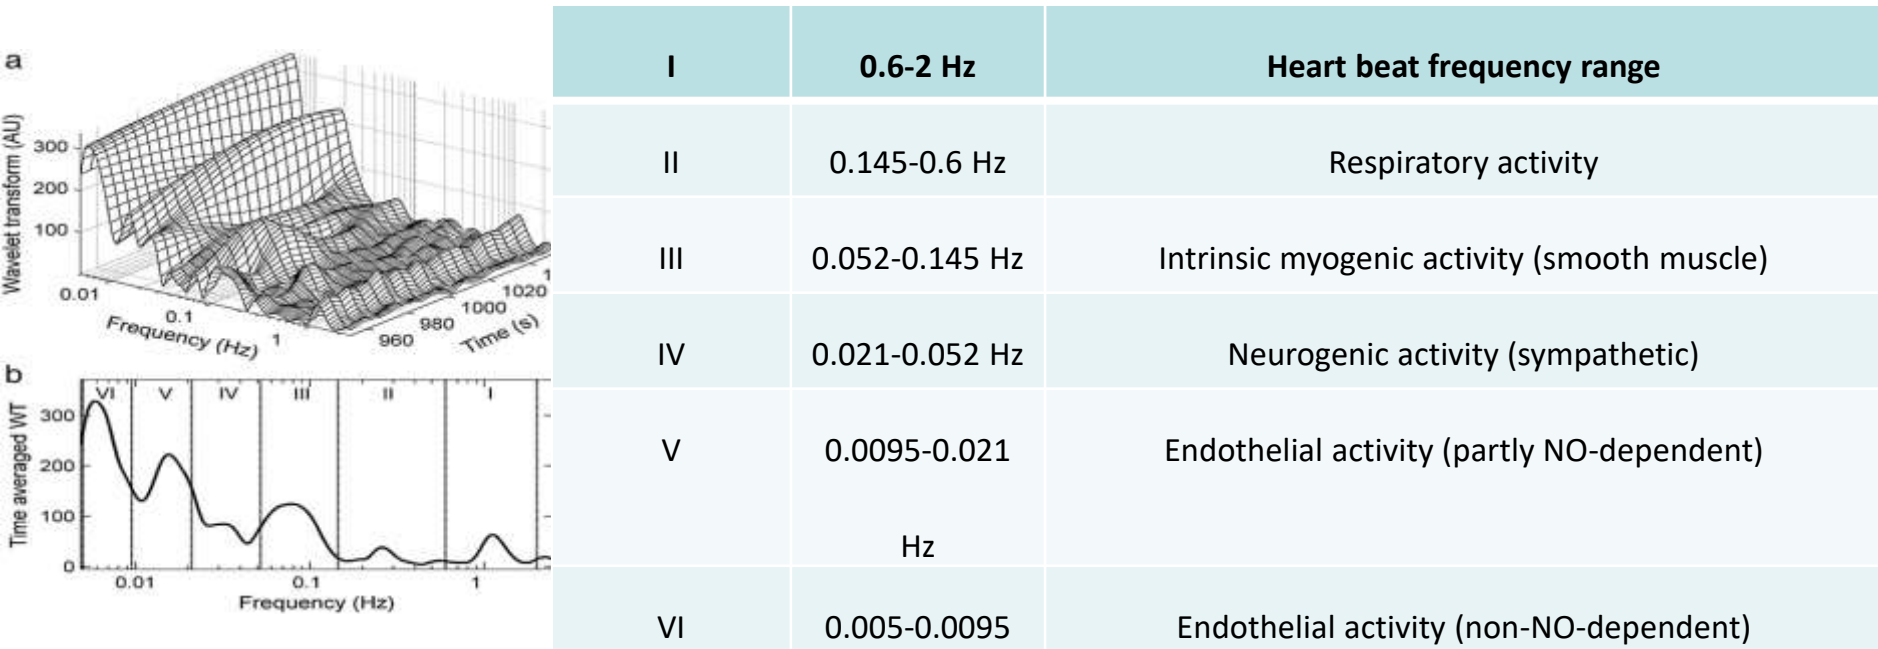 a
Wavelet transform (AU)
300
200
100
0.01
0.1
1
Frequency (Hz)
960
980
1000
1020
1
Time (s)
b
Time averaged WT
300
200
100
0
VI
V
IV
III
II
I
0.01
0.1
1
Frequency (Hz)
I 0.6-2 Hz Heart beat frequency range
II 0.145-0.6 Hz Respiratory activity
III 0.052-0.145 Hz Intrinsic myogenic activity (smooth muscle)
IV 0.021-0.052 Hz Neurogenic activity (sympathetic)
V 0.0095-0.021 Endothelial activity (partly NO-dependent)
Hz
VI 0.005-0.0095 Endothelial activity (non-NO-dependent)